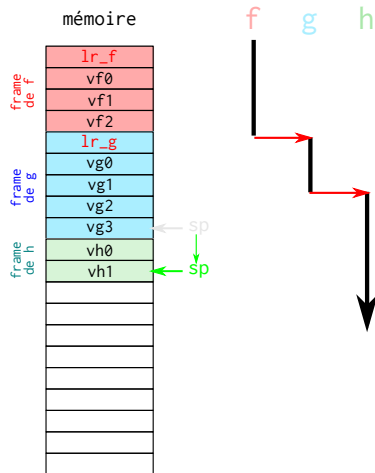 mémoire
f g h
frame
de f
lr_f
vf0
vf1
vf2
frame
de g
lr_g
vg0
vg1
vg2
vg3
sp
frame
de h
vh0
vh1
sp